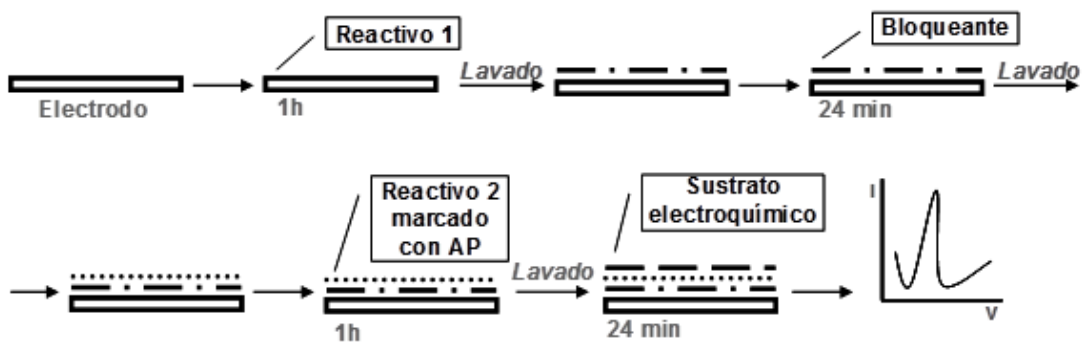 Reactivo 1
Bloqueante
Lavado
Lavado
Electrodo
1h
24 min
Reactivo 2
marcado
con AP
Sustrato
electroquímico
I
Lavado
V
1h
24 min